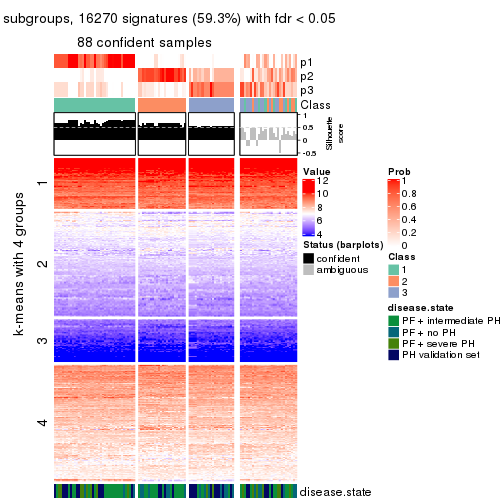 subgroups, 16270 signatures (59.3%) with fdr < 0.05
88 confident samples
p1
p2
p3
Class
1
0.5
0
-0.5
Silhouette
score
k-means with 4 groups
1
2
3
4
Value
12
10
8
6
4
Status (barplots)
confident
ambiguous
Prob
1
0.8
0.6
0.4
0.2
0
Class
1
2
3
disease.state
PF + intermediate PH
PF + no PH
PF + severe PH
PH validation set
disease.state